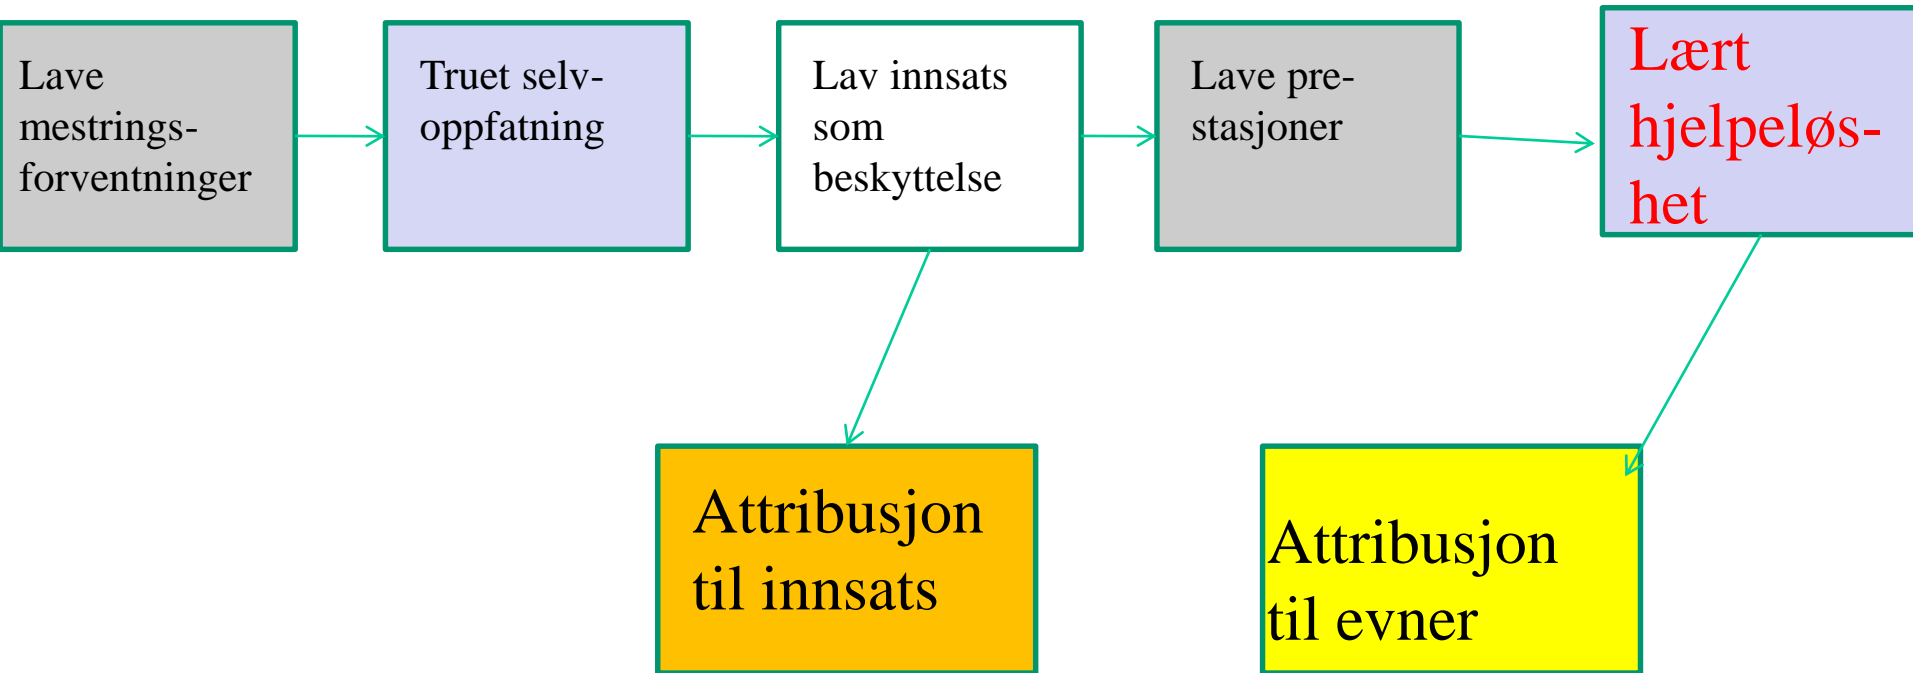 Lave
mestrings-
forventninger
Truet selv-
oppfatning
Lav innsats
som
beskyttelse
Lave pre-
stasjoner
Lært
hjelpeløs-
het
Attribusjon
til innsats
Attribusjon
til evner